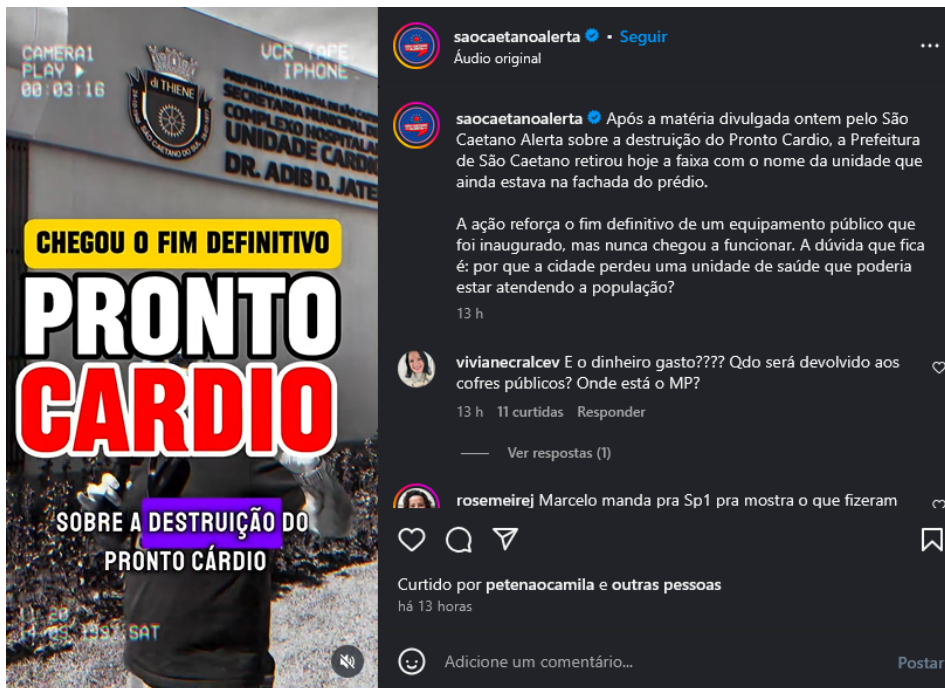 CAMERA1
PLAY
00:03:16
VCR TAPE
IPHONE
di THIENE
SÃO CAETANO DO SUL
PREFEITURA MUNICIPAL DE SÃO CAE
SECRETARIA MUNICIPAL DE
COMPLEXO HOSPITALAR
UNIDADE CARDIO
DR. ADIB D. JATE
CHEGOU O FIM DEFINITIVO
PRONTO
CARDIO
SOBRE A DESTRUIÇÃO DO
PRONTO CÁRDIO
SAT
saocaetanoalerta • Seguir
Áudio original
saocaetanoalerta Após a matéria divulgada ontem pelo São
Caetano Alerta sobre a destruição do Pronto Cardio, a Prefeitura
de São Caetano retirou hoje a faixa com o nome da unidade que
ainda estava na fachada do prédio.
A ação reforça o fim definitivo de um equipamento público que
foi inaugurado, mas nunca chegou a funcionar. A dúvida que fica
é: por que a cidade perdeu uma unidade de saúde que poderia
estar atendendo a população?
13 h
vivianecralcev E o dinheiro gasto???? Qdo será devolvido aos
cofres públicos? Onde está o MP?
13 h 11 curtidas Responder
Ver respostas (1)
rosemeirej Marcelo manda pra Sp1 pra mostra o que fizeram
Curtido por petenaocamila e outras pessoas
há 13 horas
Adicione um comentário...
Postar